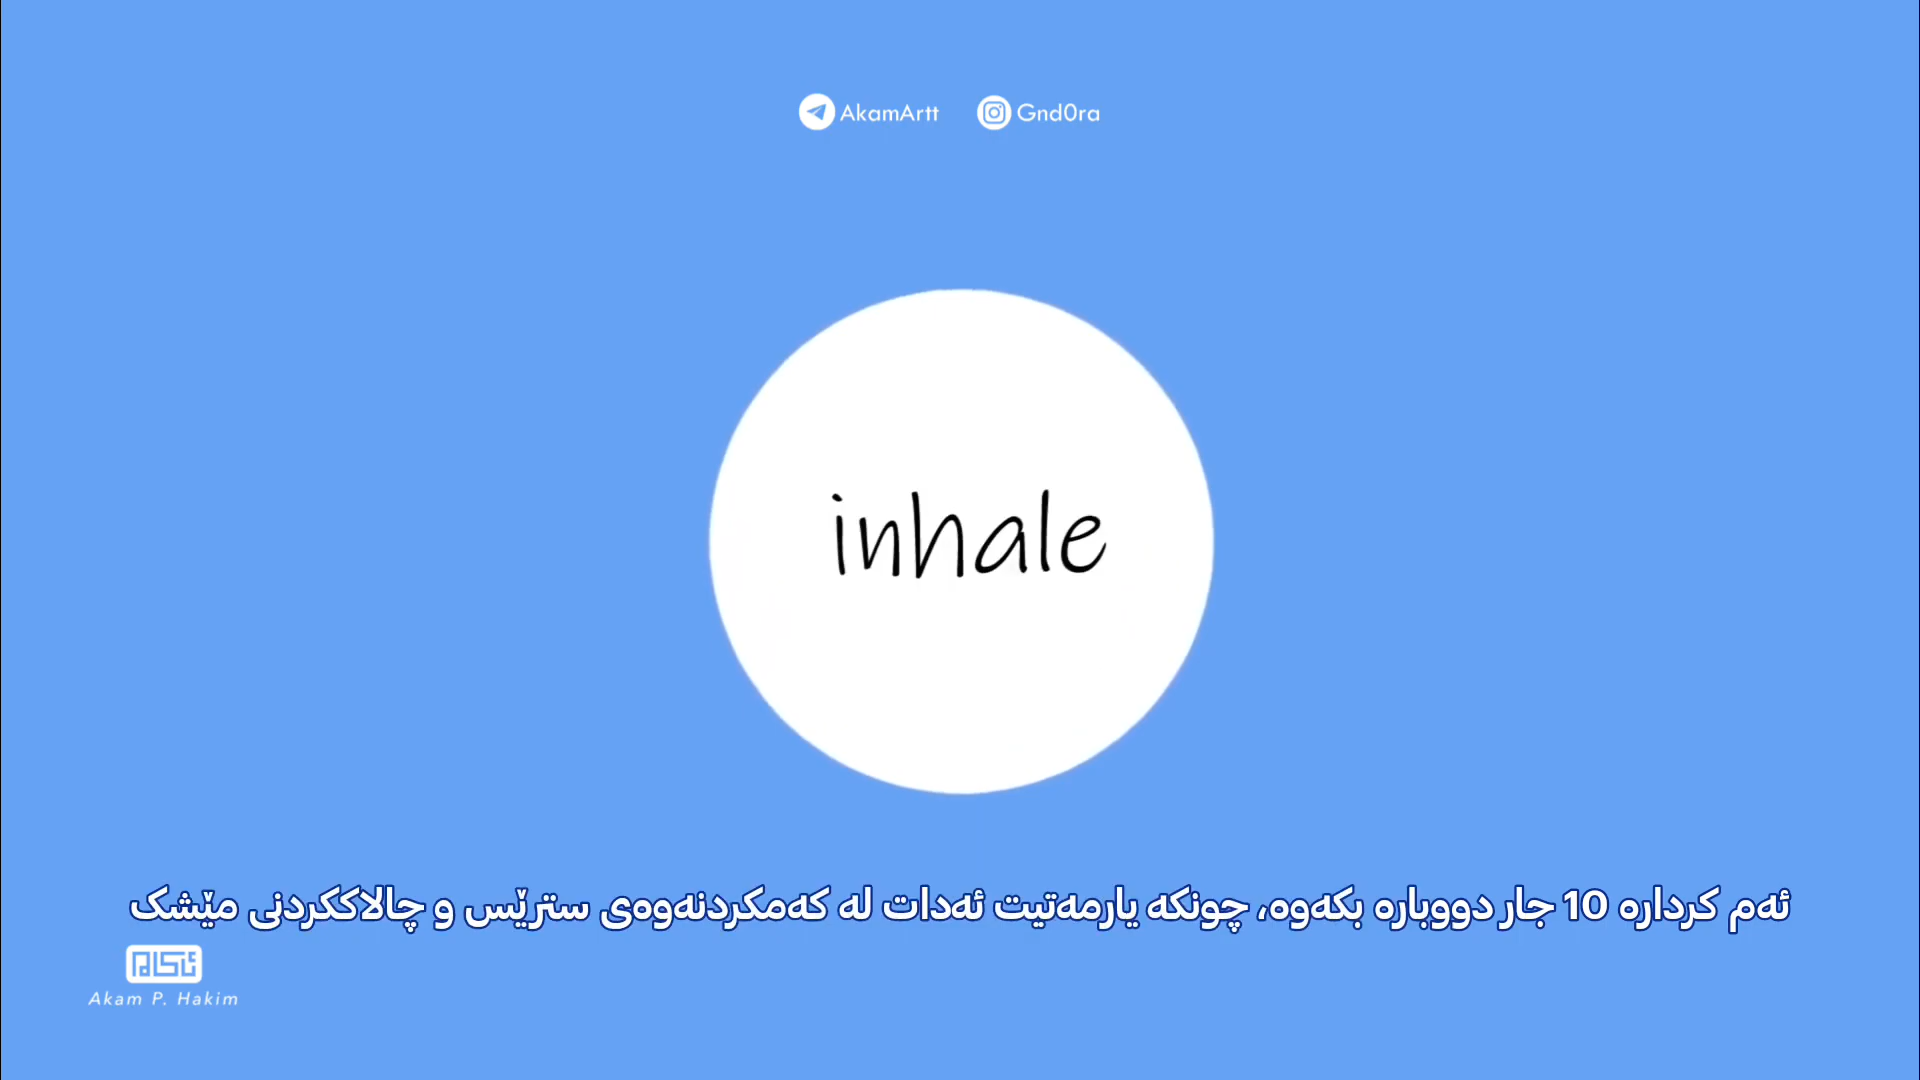 AkamArtt
Gnd0ra
inhale
ئەم کردارە 10 جار دووبارە بکەوە، چونکە یارمەتیت ئەدات لە کەمکردنەوەی سترێس و چالاککردنی مێشک
ئاکام
Akam P. Hakim